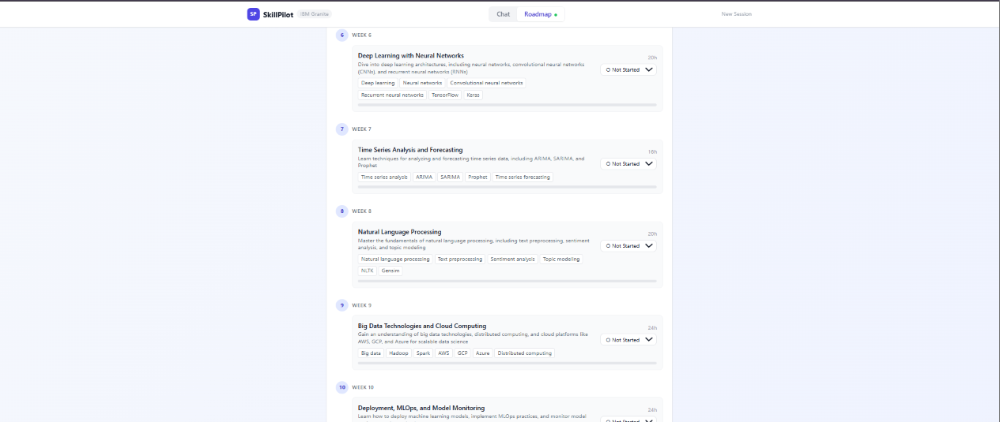 SP SkillPilot IBM Granite Chat Roadmap New Session
6 WEEK 6
Deep Learning with Neural Networks
20h
Dive into deep learning architectures, including neural networks, convolutional neural networks
(CNNs), and recurrent neural networks (RNNs)
Not Started
Deep learning Neural networks Convolutional neural networks
Recurrent neural networks TensorFlow Keras
7 WEEK 7
Time Series Analysis and Forecasting
16h
Learn techniques for analyzing and forecasting time series data, including ARIMA, SARIMA, and
Prophet
Not Started
Time series analysis ARIMA SARIMA Prophet Time series forecasting
8 WEEK 8
Natural Language Processing
20h
Master the fundamentals of natural language processing, including text preprocessing, sentiment
analysis, and topic modeling
Not Started
Natural language processing Text preprocessing Sentiment analysis Topic modeling
NLTK Gensim
9 WEEK 9
Big Data Technologies and Cloud Computing
24h
Gain an understanding of big data technologies, distributed computing, and cloud platforms like
AWS, GCP, and Azure for scalable data science
Not Started
Big data Hadoop Spark AWS GCP Azure Distributed computing
10 WEEK 10
Deployment, MLOps, and Model Monitoring
24h
Learn how to deploy machine learning models, implement MLOps practices, and monitor model
Not Started